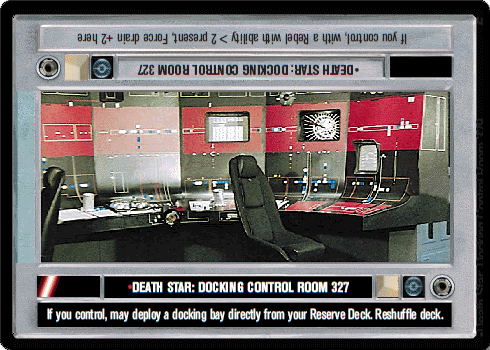 If you control, with a Rebel with ability > 2 present, Force drain +2 here
•DEATH STAR: DOCKING CONTROL ROOM 327
•DEATH STAR: DOCKING CONTROL ROOM 327
If you control, may deploy a docking bay directly from your Reserve Deck. Reshuffle deck.